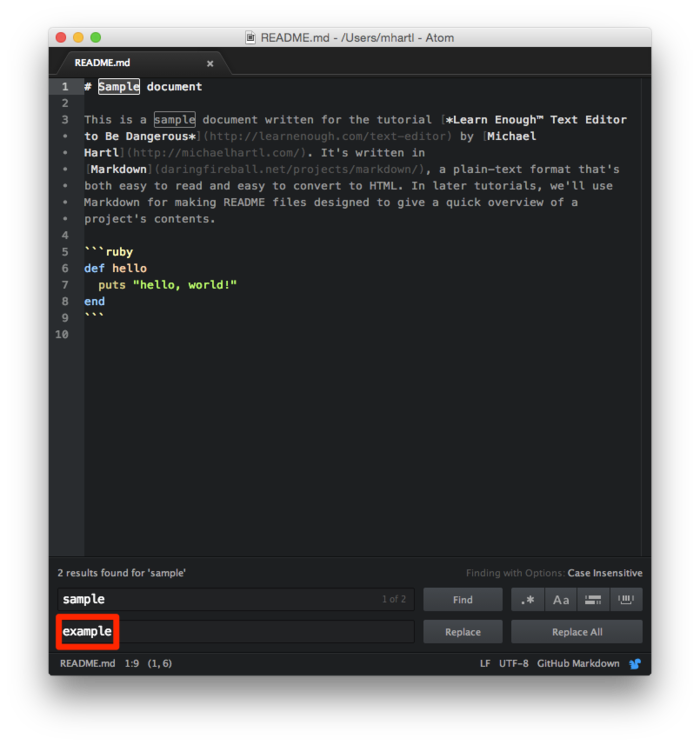 README.md - /Users/mhartl - Atom
README.md ×
1 # Sample document
2
3 This is a sample document written for the tutorial [*Learn Enough™ Text Editor
• to Be Dangerous*](http://learnenough.com/text-editor) by [Michael
• Hartl](http://michaelhartl.com/). It's written in
• [Markdown](daringfireball.net/projects/markdown/), a plain-text format that's
• both easy to read and easy to convert to HTML. In later tutorials, we'll use
• Markdown for making README files designed to give a quick overview of a
• project's contents.
4
5 ```ruby
6 def hello
7   puts "hello, world!"
8 end
9 ```
10
2 results found for 'sample' Finding with Options: Case Insensitive
sample 1 of 2 Find .* Aa
example Replace Replace All
README.md 1:9 (1, 6) LF UTF-8 GitHub Markdown